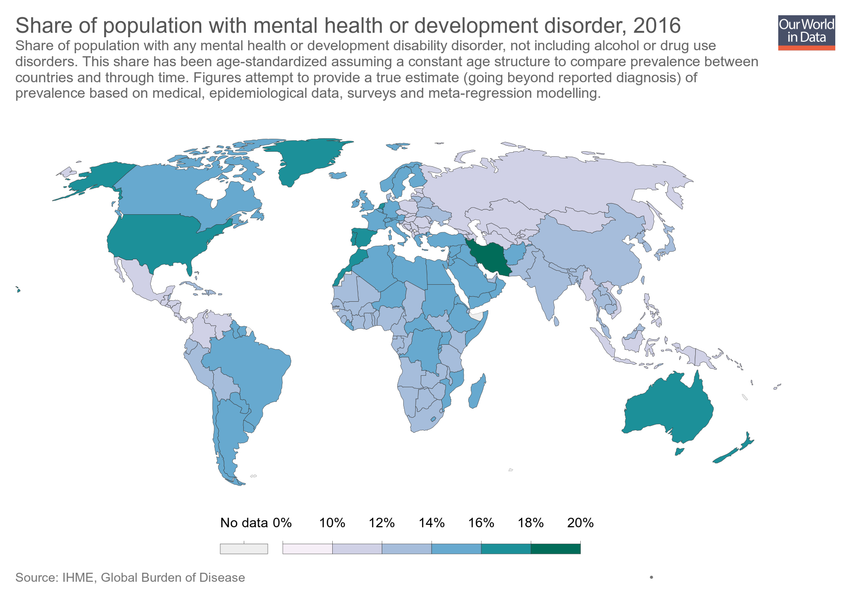 Share of population with mental health or development disorder, 2016
Our World
in Data
Share of population with any mental health or development disability disorder, not including alcohol or drug use
disorders. This share has been age-standardized assuming a constant age structure to compare prevalence between
countries and through time. Figures attempt to provide a true estimate (going beyond reported diagnosis) of
prevalence based on medical, epidemiological data, surveys and meta-regression modelling.
No data 0% 10% 12% 14% 16% 18% 20%
Source: IHME, Global Burden of Disease